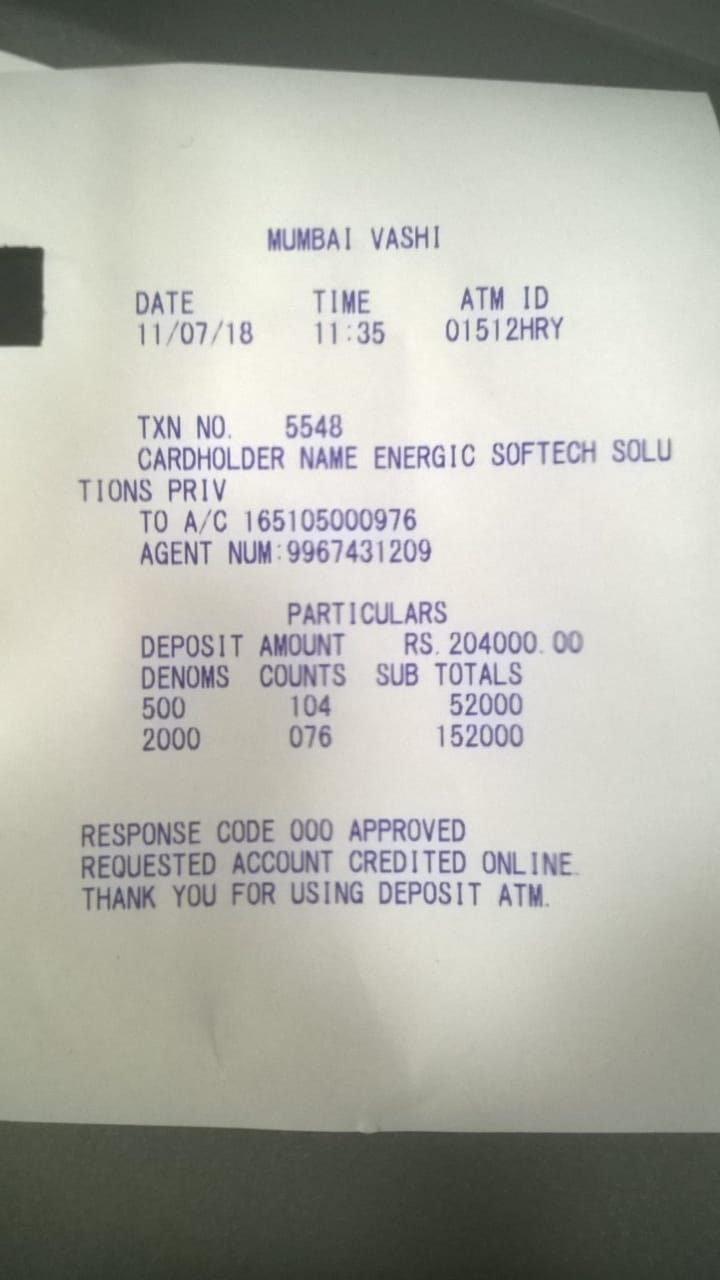 MUMBAI VASHI
DATE TIME ATM ID
11/07/18 11:35 01512HRY
TXN NO. 5548
CARDHOLDER NAME ENERGIC SOFTECH SOLU
TIONS PRIV
TO A/C 165105000976
AGENT NUM:9967431209
PARTICULARS
DEPOSIT AMOUNT RS. 204000.00
DENOMS COUNTS SUB TOTALS
500 104 52000
2000 076 152000
RESPONSE CODE 000 APPROVED
REQUESTED ACCOUNT CREDITED ONLINE.
THANK YOU FOR USING DEPOSIT ATM.